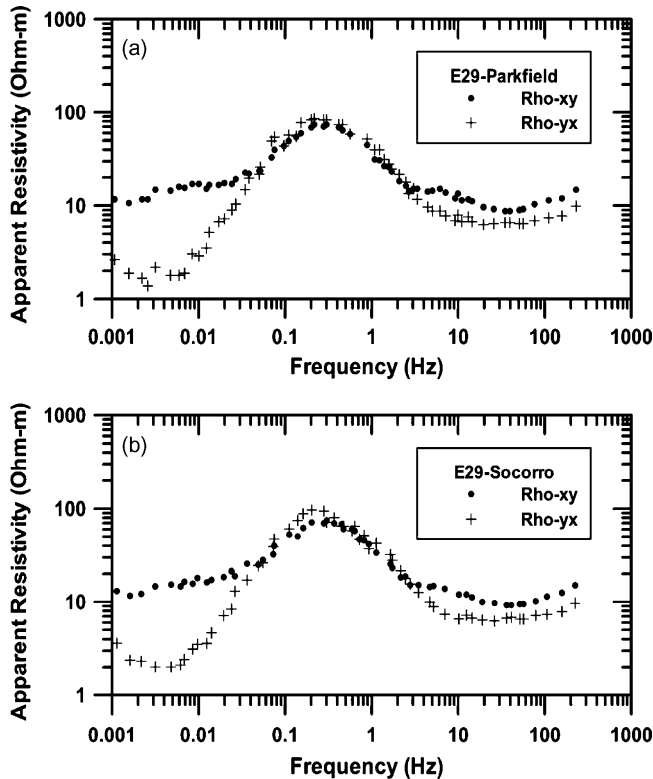 (a)
Apparent Resistivity (Ohm-m)
1000
100
10
1
E29-Parkfield
Rho-xy
Rho-yx
0.001 0.01 0.1 1 10 100 1000
Frequency (Hz)
(b)
Apparent Resistivity (Ohm-m)
1000
100
10
1
E29-Socorro
Rho-xy
Rho-yx
0.001 0.01 0.1 1 10 100 1000
Frequency (Hz)